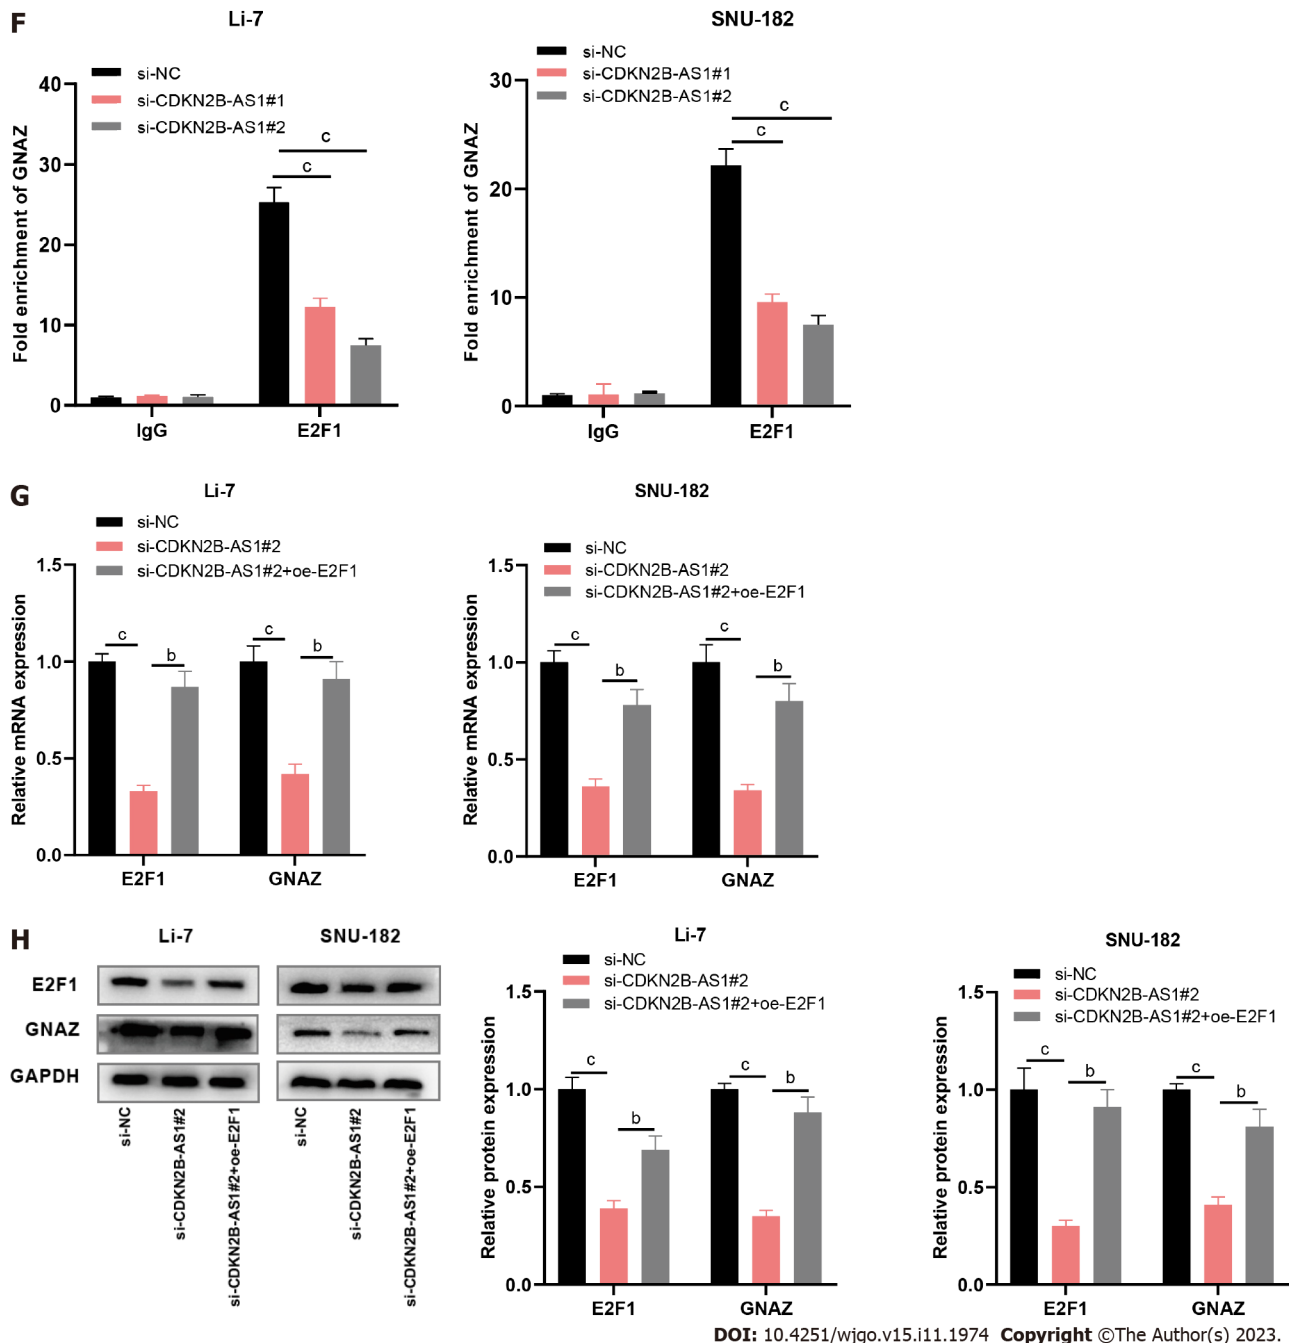 F
Li-7
si-NC
si-CDKN2B-AS1#1
si-CDKN2B-AS1#2
Fold enrichment of GNAZ
40
30
20
10
0
c
c
IgG
E2F1
SNU-182
si-NC
si-CDKN2B-AS1#1
si-CDKN2B-AS1#2
Fold enrichment of GNAZ
30
20
10
0
c
c
IgG
E2F1
G
Li-7
si-NC
si-CDKN2B-AS1#2
si-CDKN2B-AS1#2+oe-E2F1
Relative mRNA expression
1.5
1.0
0.5
0.0
c
b
c
b
E2F1
GNAZ
SNU-182
si-NC
si-CDKN2B-AS1#2
si-CDKN2B-AS1#2+oe-E2F1
Relative mRNA expression
1.5
1.0
0.5
0.0
c
b
c
b
E2F1
GNAZ
H
Li-7
SNU-182
E2F1
GNAZ
GAPDH
si-NC
si-CDKN2B-AS1#2
si-CDKN2B-AS1#2+oe-E2F1
si-NC
si-CDKN2B-AS1#2
si-CDKN2B-AS1#2+oe-E2F1
Li-7
si-NC
si-CDKN2B-AS1#2
si-CDKN2B-AS1#2+oe-E2F1
Relative protein expression
1.5
1.0
0.5
0.0
c
b
c
b
E2F1
GNAZ
SNU-182
si-NC
si-CDKN2B-AS1#2
si-CDKN2B-AS1#2+oe-E2F1
Relative protein expression
1.5
1.0
0.5
0.0
c
b
c
b
E2F1
GNAZ
DOI: 10.4251/wjgo.v15.i11.1974 Copyright ©The Author(s) 2023.